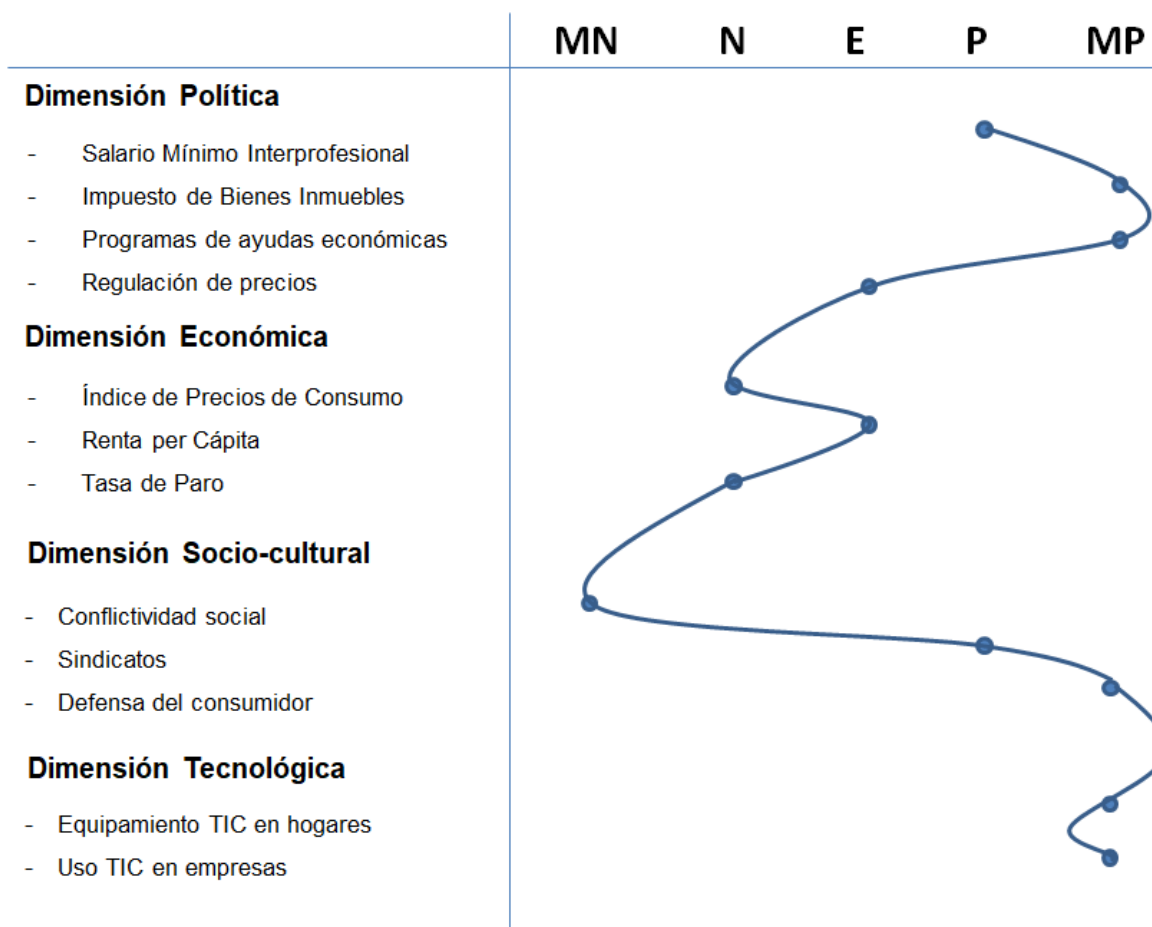 MN N E P MP
Dimensión Política
- Salario Mínimo Interprofesional
- Impuesto de Bienes Inmuebles
- Programas de ayudas económicas
- Regulación de precios
Dimensión Económica
- Índice de Precios de Consumo
- Renta per Cápita
- Tasa de Paro
Dimensión Socio-cultural
- Conflictividad social
- Sindicatos
- Defensa del consumidor
Dimensión Tecnológica
- Equipamiento TIC en hogares
- Uso TIC en empresas